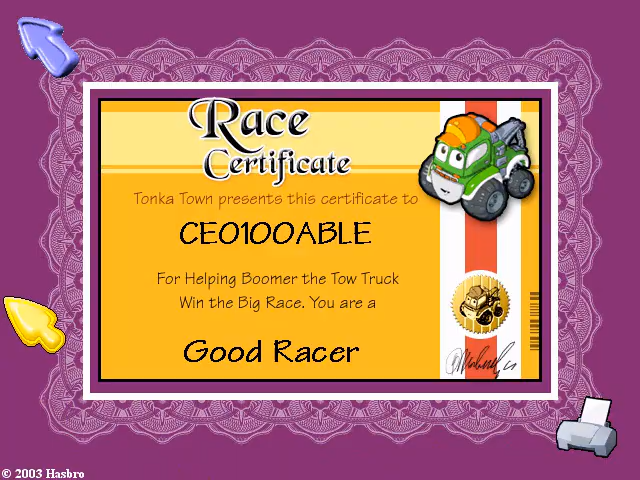 Race
Certificate
Tonka Town presents this certificate to
CEO100ABLE
For Helping Boomer the Tow Truck
Win the Big Race. You are a
Good Racer
© 2003 Hasbro